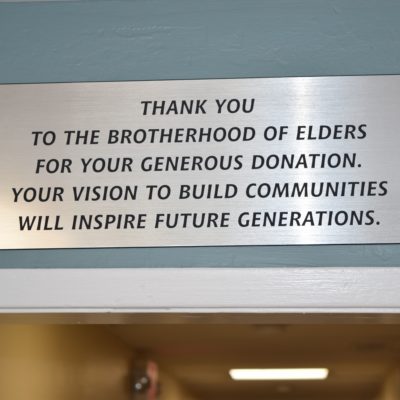 THANK YOU
TO THE BROTHERHOOD OF ELDERS
FOR YOUR GENEROUS DONATION.
YOUR VISION TO BUILD COMMUNITIES
WILL INSPIRE FUTURE GENERATIONS.